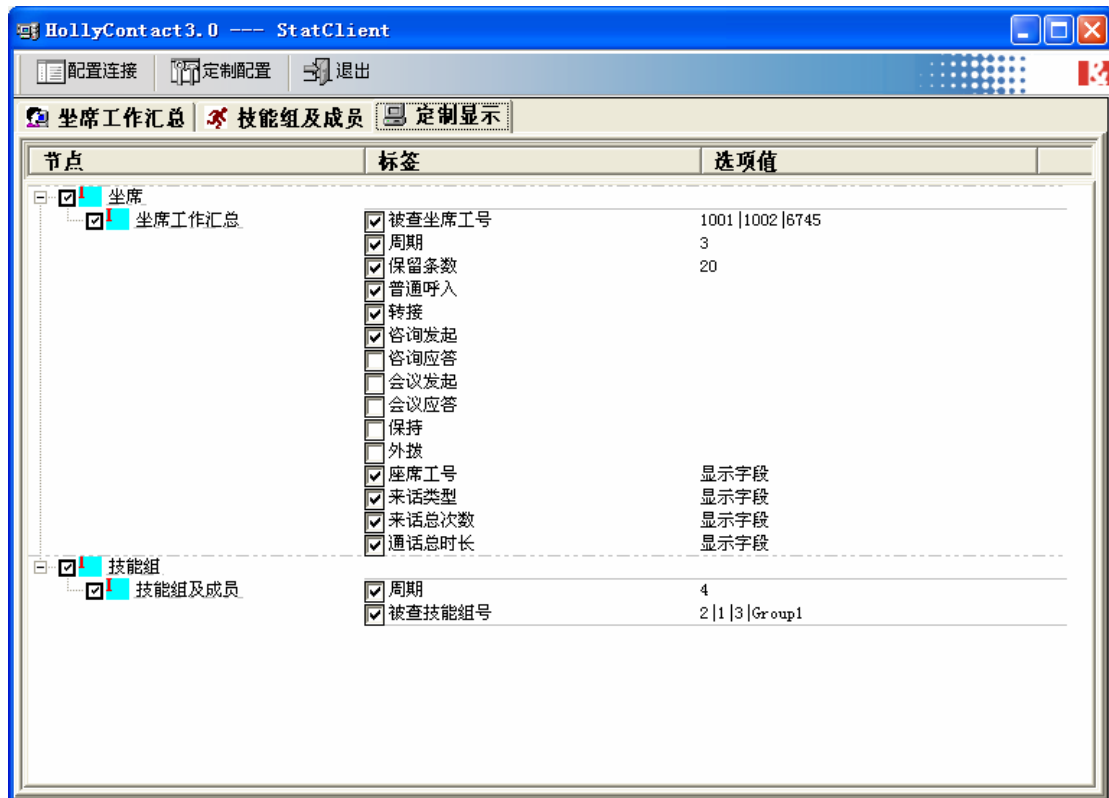 HollyContact3.0 --- StatClient
配置连接 定制配置 退出
坐席工作汇总 技能组及成员 定制显示
节点 标签 选项值
坐席
坐席工作汇总 被查坐席工号 1001|1002|6745
周期 3
保留条数 20
普通呼入
转接
咨询发起
咨询应答
会议发起
会议应答
保持
外拨
座席工号 显示字段
来话类型 显示字段
来话总次数 显示字段
通话总时长 显示字段
技能组
技能组及成员 周期 4
被查技能组号 2|1|3|Group1